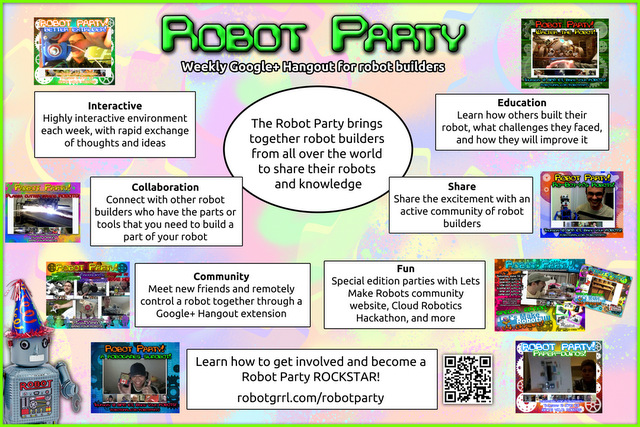 ROBOT PARTY
Weekly Google+ Hangout for robot builders
ROBOT PARTY!
Interactive
Highly interactive environment
each week, with rapid exchange
of thoughts and ideas
The Robot Party brings
together robot builders
from all over the world
to share their robots
and knowledge
Education
Learn how others built their
robot, what challenges they faced,
and how they will improve it
Collaboration
Connect with other robot
builders who have the parts or
tools that you need to build a
part of your robot
Share
Share the excitement with an
active community of robot
builders
ROBOT PARTY!
Community
Meet new friends and remotely
control a robot together through a
Google+ Hangout extension
Fun
Special edition parties with Lets
Make Robots community
website, Cloud Robotics
Hackathon, and more
ROBOT PARTY!
ROBOT PARTY!
Learn how to get involved and become a
Robot Party ROCKSTAR!
robotgrrl.com/robotparty
ROBOT PARTY!
ROBOT